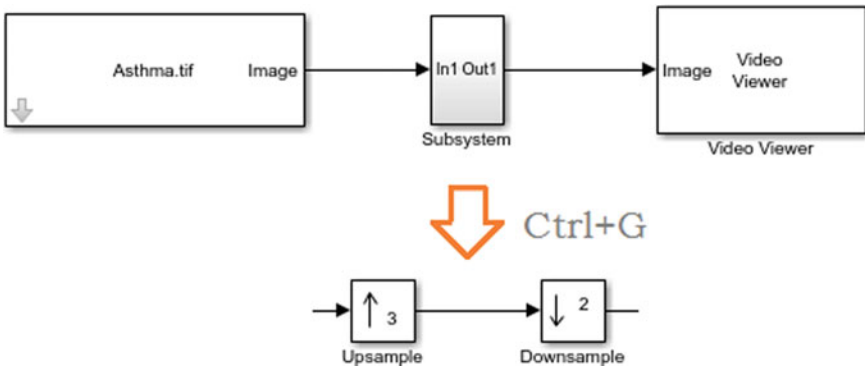 Asthma.tif Image
In1 Out1
Image Video Viewer
Subsystem
Video Viewer
Ctrl+G
3
2
Upsample
Downsample